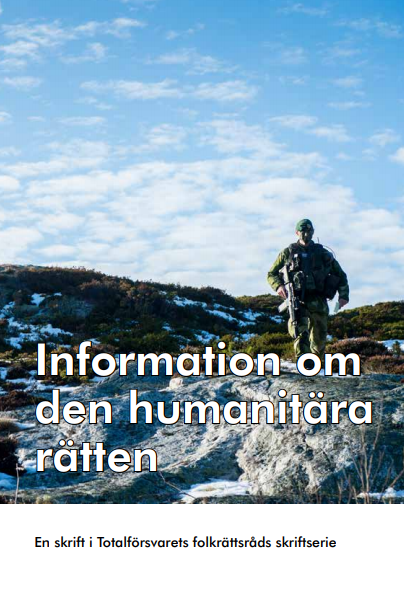 Information om
den humanitära
rätten
En skrift i Totalförsvarets folkrättsråds skriftserie